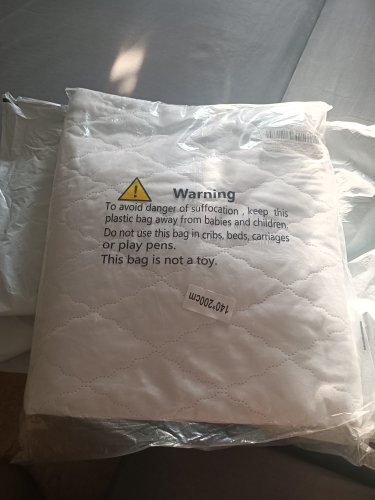 Warning
To avoid danger of suffocation , keep this
plastic bag away from babies and children.
Do not use this bag in cribs, beds, carriages
or play pens.
This bag is not a toy.
140*200cm